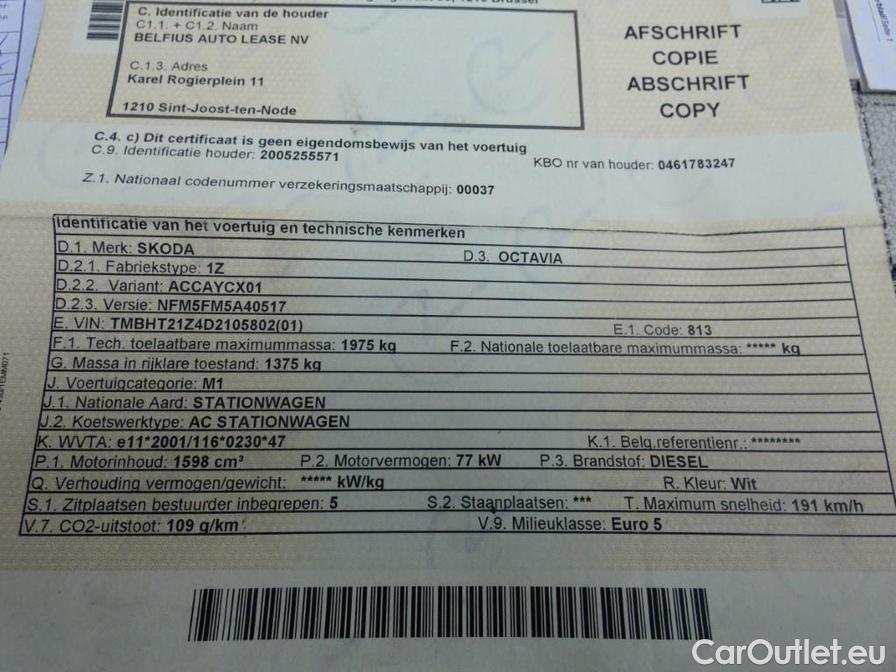 C. Identificatie van de houder
C1.1. + C1.2. Naam
BELFIUS AUTO LEASE NV
C.1.3. Adres
Karel Rogierplein 11
1210 Sint-Joost-ten-Node
AFSCHRIFT
COPIE
ABSCHRIFT
COPY
C.4. c) Dit certificaat is geen eigendomsbewijs van het voertuig
C.9. Identificatie houder: 2005255571 KBO nr van houder: 0461783247
Z.1. Nationaal codenummer verzekeringsmaatschappij: 00037
Identificatie van het voertuig en technische kenmerken
D.1. Merk: SKODA D.3. OCTAVIA
D.2.1. Fabriekstype: 1Z
D.2.2. Variant: ACCAYCX01
D.2.3. Versie: NFM5FM5A40517
E. VIN: TMBHT21Z4D2105802(01) E.1. Code: 813
F.1. Tech. toelaatbare maximummassa: 1975 kg F.2. Nationale toelaatbare maximummassa: ***** kg
G. Massa in rijklare toestand: 1375 kg
J. Voertuigcategorie: M1
J.1. Nationale Aard: STATIONWAGEN
J.2. Koetswerktype: AC STATIONWAGEN
K. WVTA: e11*2001/116*0230*47 K.1. Belg.referentienr.: ********
P.1. Motorinhoud: 1598 cm³ P.2. Motorvermogen: 77 kW P.3. Brandstof: DIESEL
Q. Verhouding vermogen/gewicht: ***** kW/kg R. Kleur: Wit
S.1. Zitplaatsen bestuurder inbegrepen: 5 S.2. Staanplaatsen: *** T. Maximum snelheid: 191 km/h
V.7. CO2-uitstoot: 109 g/km V.9. Milieuklasse: Euro 5
CarOutlet.eu